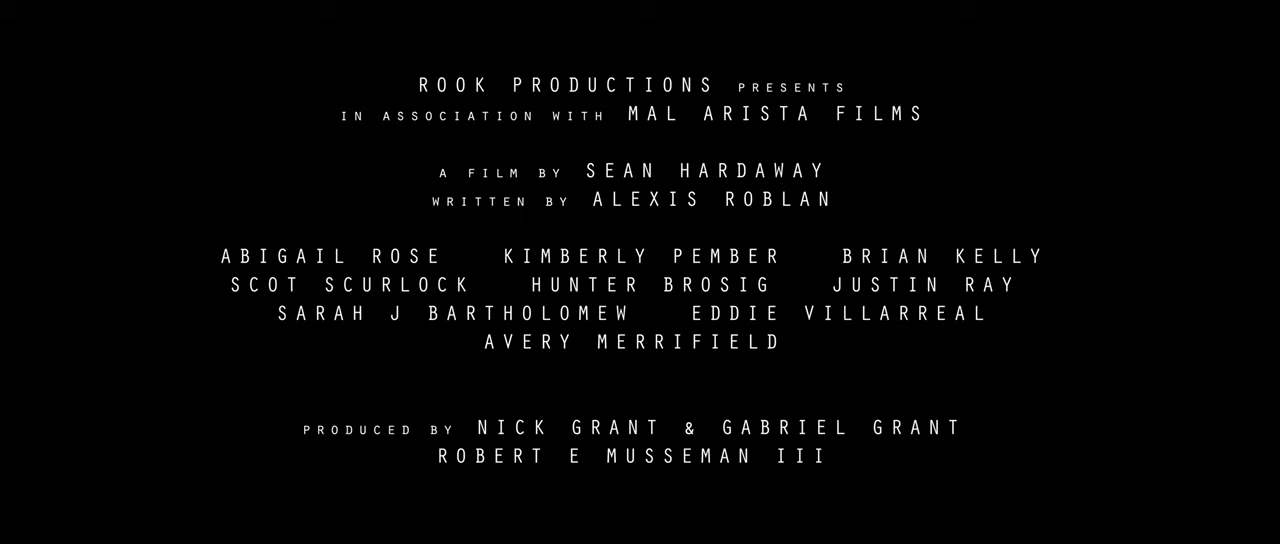 ROOK PRODUCTIONS PRESENTS
IN ASSOCIATION WITH MAL ARISTA FILMS
A FILM BY SEAN HARDAWAY
WRITTEN BY ALEXIS ROBLAN
ABIGAIL ROSE KIMBERLY PEMBER BRIAN KELLY
SCOT SCURLOCK HUNTER BROSIG JUSTIN RAY
SARAH J BARTHOLOMEW EDDIE VILLARREAL
AVERY MERRIFIELD
PRODUCED BY NICK GRANT & GABRIEL GRANT
ROBERT E MUSSEMAN III